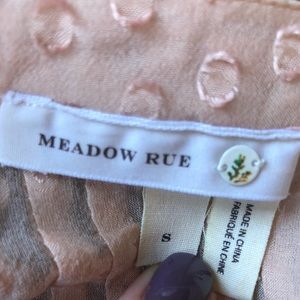 MEADOW RUE
S
MADE IN CHINA
FABRIQUÉ EN CHINE